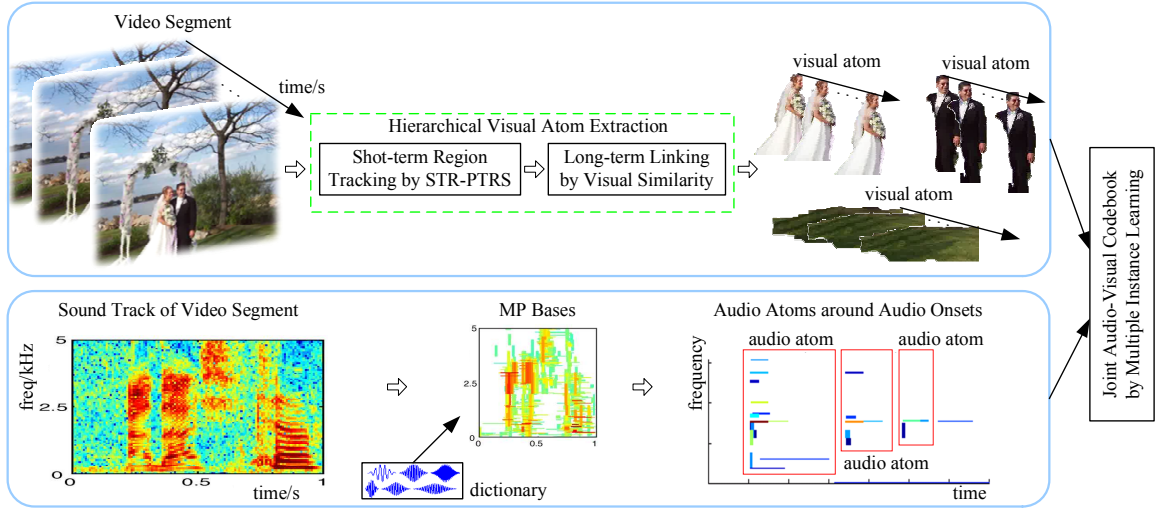 Video Segment
time/s
Hierarchical Visual Atom Extraction
Shot-term Region
Tracking by STR-PTRS
Long-term Linking
by Visual Similarity
visual atom
visual atom
visual atom
Joint Audio-Visual Codebook
by Multiple Instance Learning
Sound Track of Video Segment
freq/kHz
5
2.5
0
0.5
1
time/s
MP Bases
5
2.5
0
0
0.5
1
dictionary
Audio Atoms around Audio Onsets
frequency
audio atom
audio atom
audio atom
time